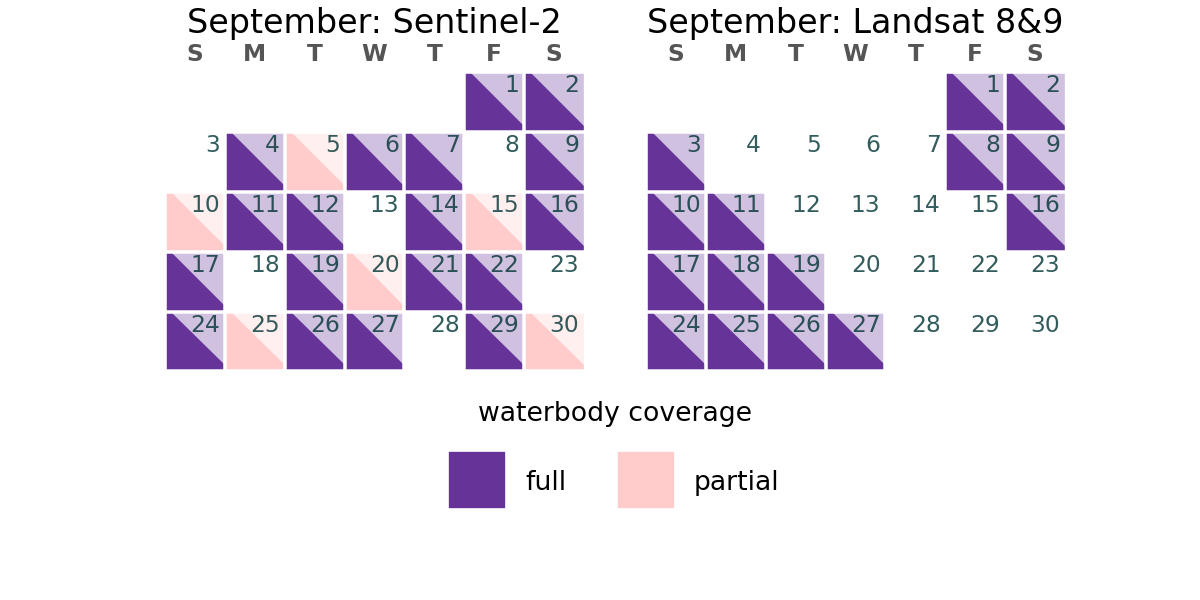 September: Sentinel-2
S M T W T F S
1 2
3 4 5 6 7 8 9
10 11 12 13 14 15 16
17 18 19 20 21 22 23
24 25 26 27 28 29 30
September: Landsat 8&9
S M T W T F S
1 2
3 4 5 6 7 8 9
10 11 12 13 14 15 16
17 18 19 20 21 22 23
24 25 26 27 28 29 30
waterbody coverage
full partial